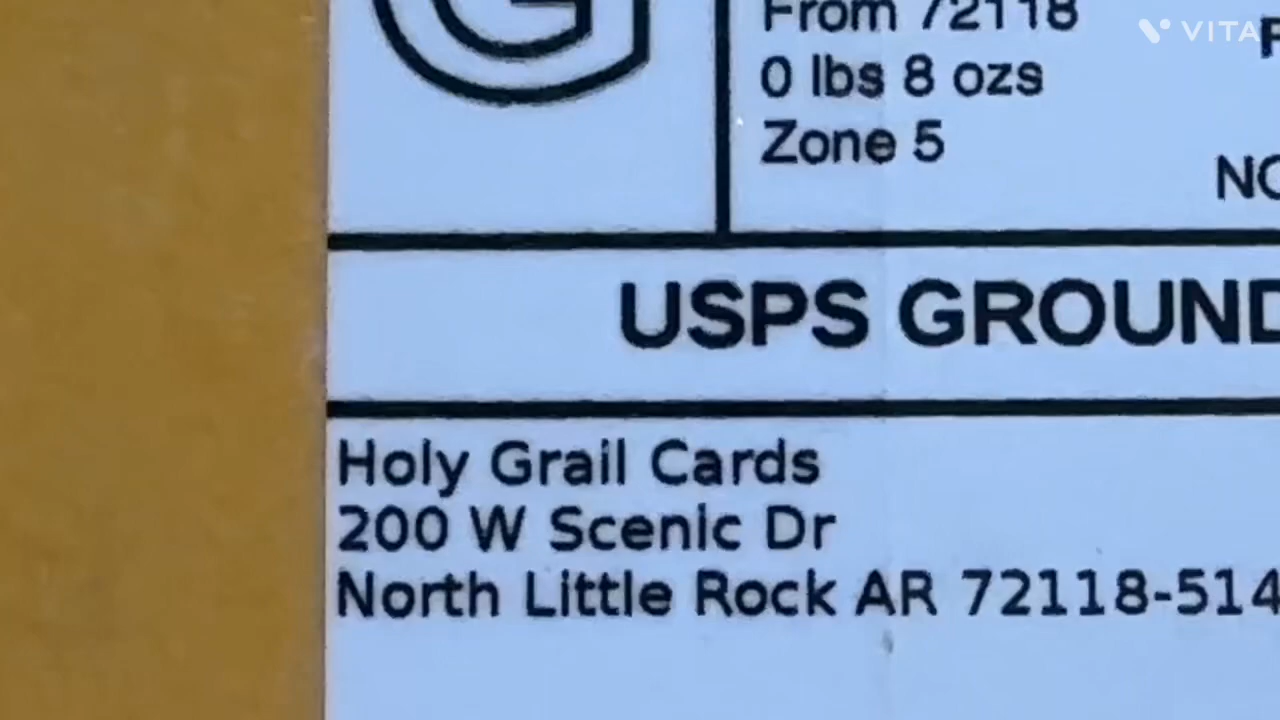 G
From 72118
VITA
0 lbs 8 ozs
Zone 5
USPS GROUND
Holy Grail Cards
200 W Scenic Dr
North Little Rock AR 72118-514